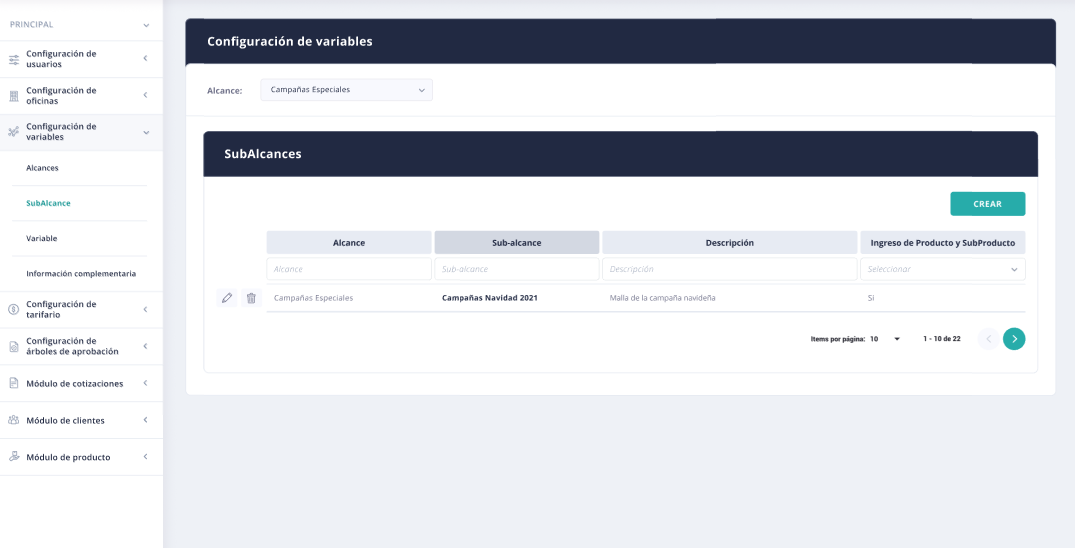 PRINCIPAL
Configuración de
usuarios
Configuración de
oficinas
Configuración de
variables
Alcances
SubAlcance
Variable
Información complementaria
Configuración de
tarifario
Configuración de
árboles de aprobación
Módulo de cotizaciones
Módulo de clientes
Módulo de producto
Configuración de variables
Alcance: Campañas Especiales
SubAlcances
CREAR
Alcance Sub-alcance Descripción Ingreso de Producto y SubProducto
Alcance Sub-alcance Descripción Seleccionar
Campañas Especiales Campañas Navidad 2021 Malla de la campaña navideña Si
Items por página: 10 1 - 10 de 22